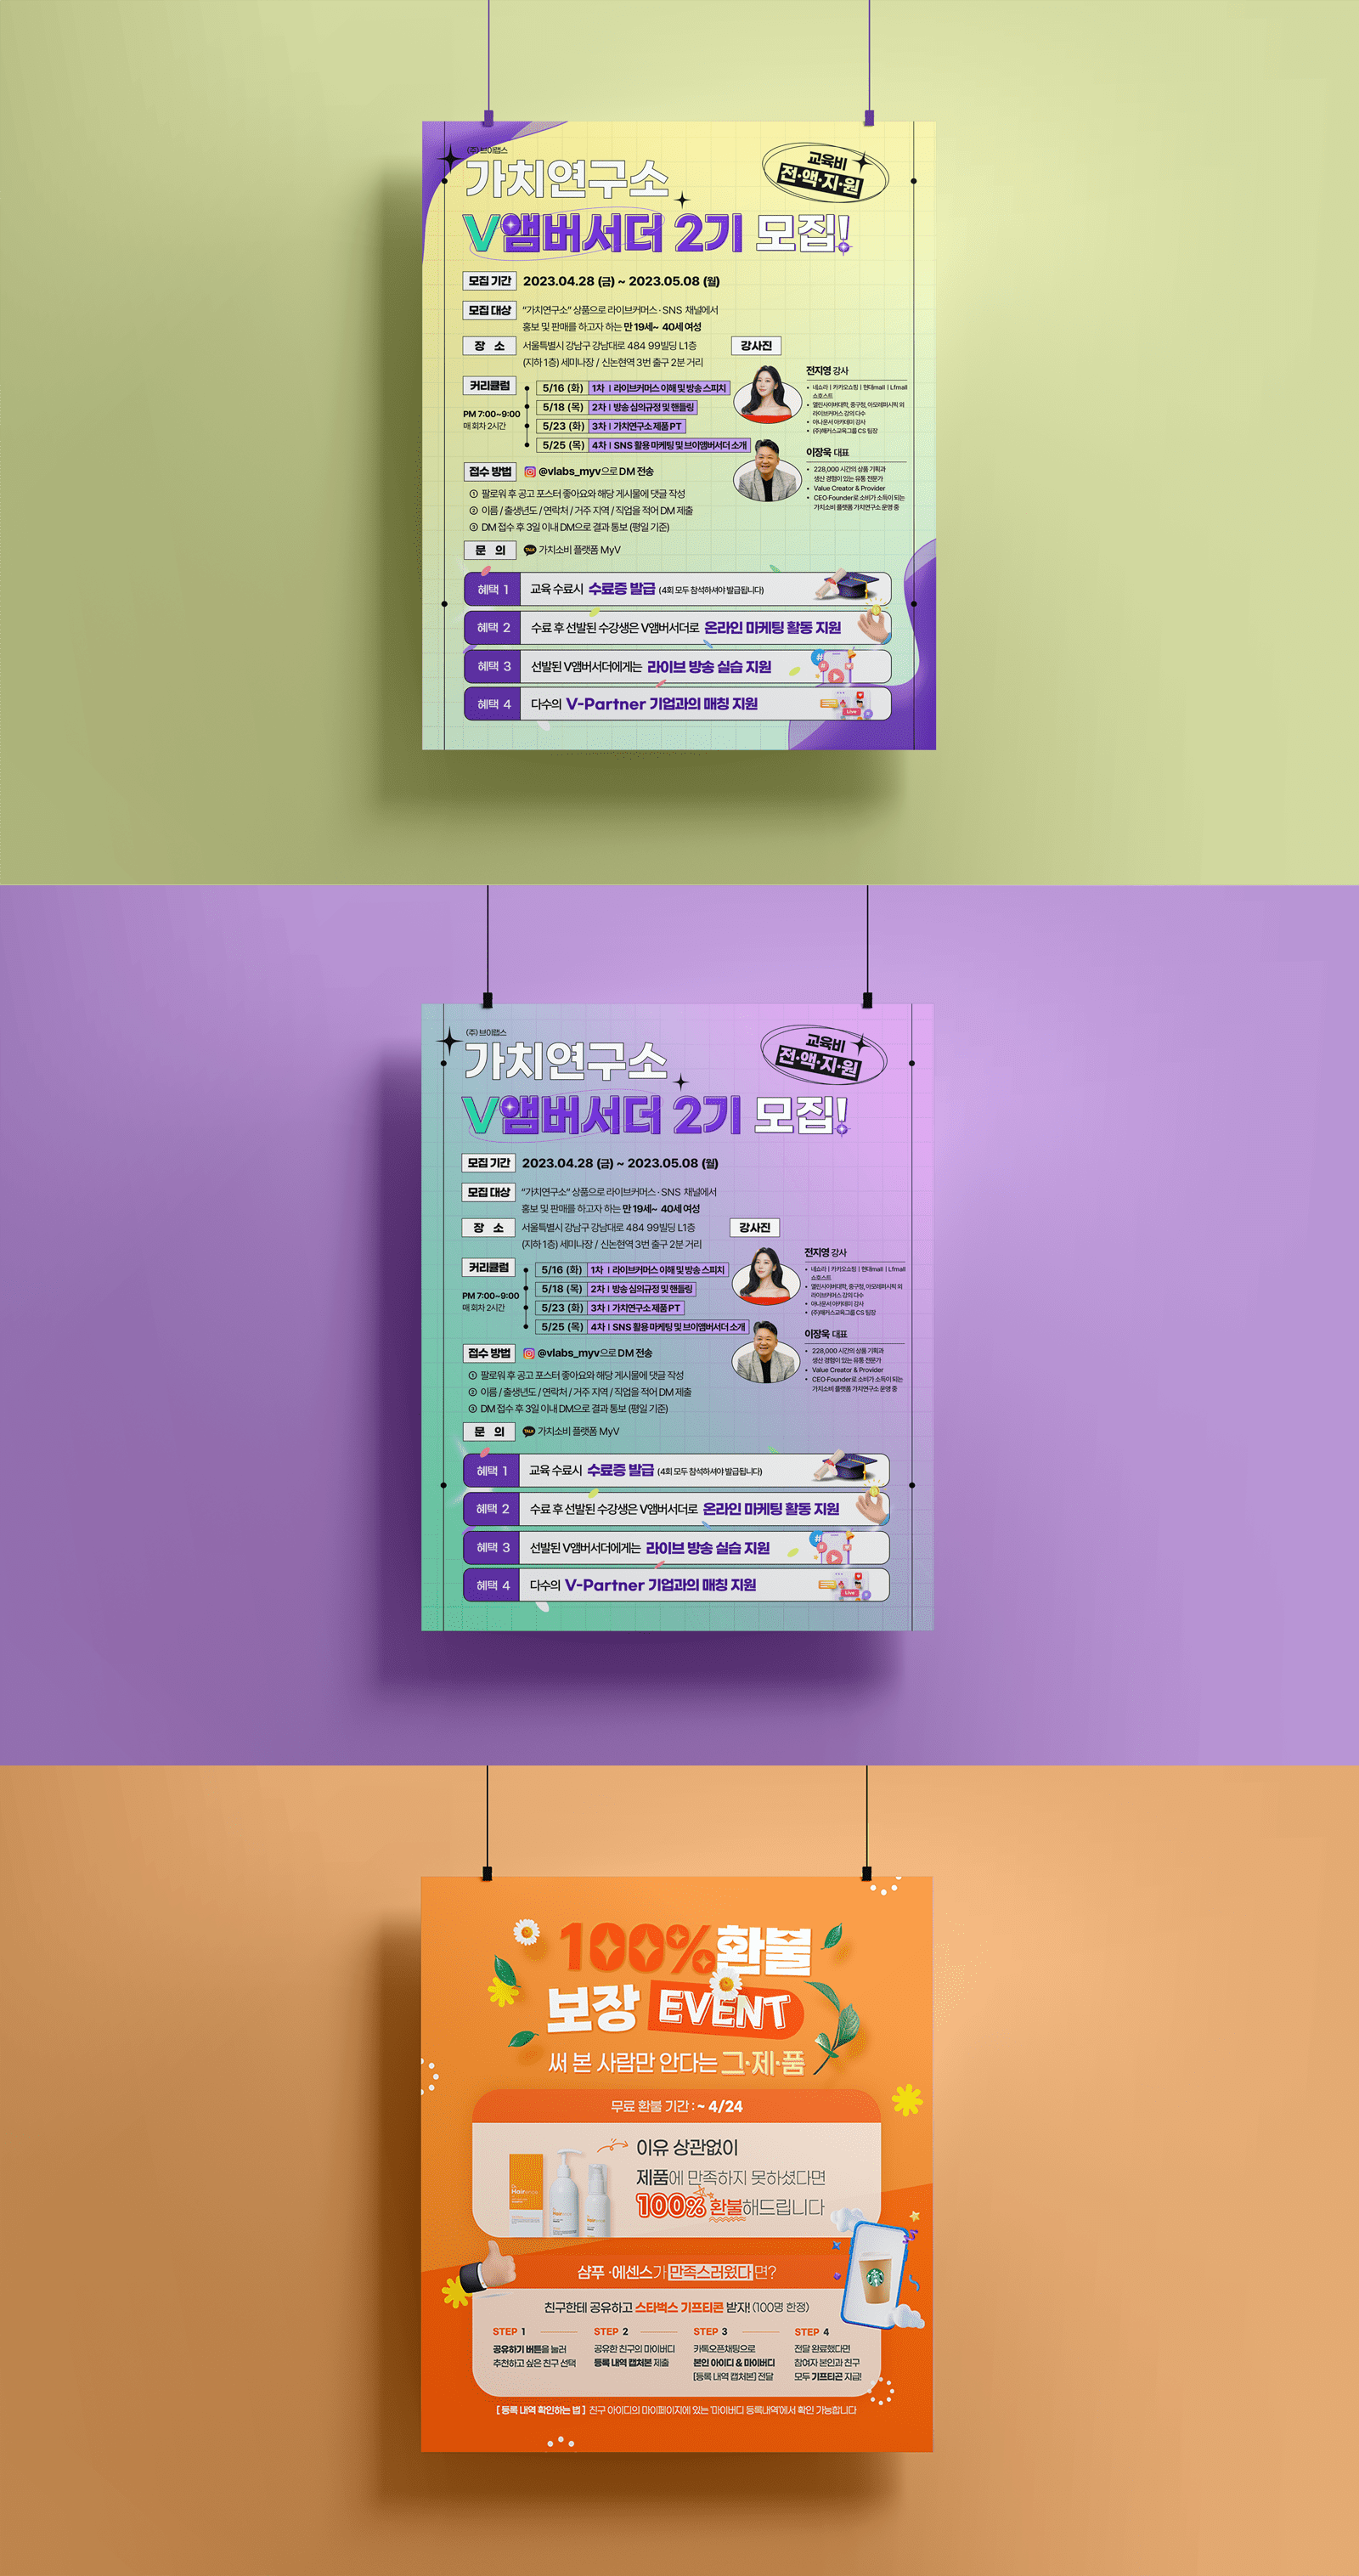 (주) 브이랩스
가치연구소
교육비
전·액·지·원
V앰버서더 2기 모집!
모집 기간 2023.04.28 (금) ~ 2023.05.08 (월)
모집 대상 "가치연구소" 상품으로 라이브커머스·SNS 채널에서
홍보 및 판매를 하고자 하는 만 19세~ 40세 여성
장 소 서울특별시 강남구 강남대로 484 99빌딩 L1층
(지하 1층) 세미나장 / 신논현역 3번 출구 2분 거리
강사진
전지영 강사
네쇼라 | 카카오쇼핑 | 현대mall | Lfmall
쇼호스트
열린사이버대학, 중구청, 아모레퍼시픽 외
라이브커머스 강의 다수
아나운서 아카데미 강사
(주)해커스교육그룹 CS 팀장
커리큘럼
PM 7:00~9:00
매 회차 2시간
5/16 (화) 1차 | 라이브커머스 이해 및 방송 스피치
5/18 (목) 2차 | 방송 심의규정 및 핸들링
5/23 (화) 3차 | 가치연구소 제품 PT
5/25 (목) 4차 | SNS 활용 마케팅 및 브이앰버서더 소개
이장욱 대표
228,000 시간의 상품 기획과
생산 경험이 있는 유통 전문가
Value Creator & Provider
CEO·Founder로 소비가 소득이 되는
가치소비 플랫폼 가치연구소 운영 중
접수 방법 @vlabs_myv으로 DM 전송
① 팔로워 후 공고 포스터 좋아요와 해당 게시물에 댓글 작성
② 이름 / 출생년도 / 연락처 / 거주 지역 / 직업을 적어 DM 제출
③ DM 접수 후 3일 이내 DM으로 결과 통보 (평일 기준)
문 의 TALK 가치소비 플랫폼 MyV
혜택 1 교육 수료시 수료증 발급 (4회 모두 참석하셔야 발급됩니다)
혜택 2 수료 후 선발된 수강생은 V앰버서더로 온라인 마케팅 활동 지원
혜택 3 선발된 V앰버서더에게는 라이브 방송 실습 지원
혜택 4 다수의 V-Partner 기업과의 매칭 지원
Live
(주) 브이랩스
가치연구소
교육비
전·액·지·원
V앰버서더 2기 모집!
모집 기간 2023.04.28 (금) ~ 2023.05.08 (월)
모집 대상 "가치연구소" 상품으로 라이브커머스·SNS 채널에서
홍보 및 판매를 하고자 하는 만 19세~ 40세 여성
장 소 서울특별시 강남구 강남대로 484 99빌딩 L1층
(지하 1층) 세미나장 / 신논현역 3번 출구 2분 거리
강사진
전지영 강사
네쇼라 | 카카오쇼핑 | 현대mall | Lfmall
쇼호스트
열린사이버대학, 중구청, 아모레퍼시픽 외
라이브커머스 강의 다수
아나운서 아카데미 강사
(주)해커스교육그룹 CS 팀장
커리큘럼
PM 7:00~9:00
매 회차 2시간
5/16 (화) 1차 | 라이브커머스 이해 및 방송 스피치
5/18 (목) 2차 | 방송 심의규정 및 핸들링
5/23 (화) 3차 | 가치연구소 제품 PT
5/25 (목) 4차 | SNS 활용 마케팅 및 브이앰버서더 소개
이장욱 대표
228,000 시간의 상품 기획과
생산 경험이 있는 유통 전문가
Value Creator & Provider
CEO·Founder로 소비가 소득이 되는
가치소비 플랫폼 가치연구소 운영 중
접수 방법 @vlabs_myv으로 DM 전송
① 팔로워 후 공고 포스터 좋아요와 해당 게시물에 댓글 작성
② 이름 / 출생년도 / 연락처 / 거주 지역 / 직업을 적어 DM 제출
③ DM 접수 후 3일 이내 DM으로 결과 통보 (평일 기준)
문 의 TALK 가치소비 플랫폼 MyV
혜택 1 교육 수료시 수료증 발급 (4회 모두 참석하셔야 발급됩니다)
혜택 2 수료 후 선발된 수강생은 V앰버서더로 온라인 마케팅 활동 지원
혜택 3 선발된 V앰버서더에게는 라이브 방송 실습 지원
혜택 4 다수의 V-Partner 기업과의 매칭 지원
Live
100% 환불
보장 EVENT
써 본 사람만 안다는 그·제·품
무료 환불 기간 : ~ 4/24
이유 상관없이
제품에 만족하지 못하셨다면
100% 환불해드립니다
샴푸·에센스가 만족스러웠다면?
친구한테 공유하고 스타벅스 기프티콘 받자! (100명 한정)
STEP 1
공유하기 버튼을 눌러
추천하고 싶은 친구 선택
STEP 2
공유한 친구의 마이버디
등록 내역 캡처본 제출
STEP 3
카톡오픈채팅으로
본인 아이디 & 마이버디
[등록 내역 캡처본] 전달
STEP 4
전달 완료했다면
참여자 본인과 친구
모두 기프티콘 지급!
[ 등록 내역 확인하는 법 ] 친구 아이디의 마이페이지에 있는 '마이버디 등록내역'에서 확인 가능합니다